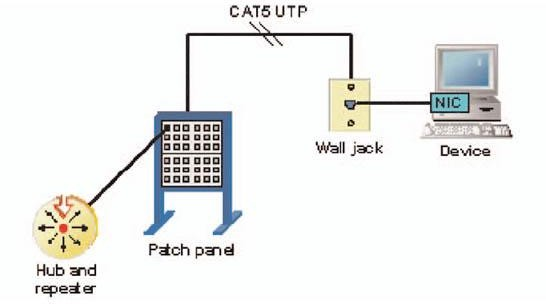 CAT5 UTP
NIC
Wall jack
Device
Patch panel
Hub and
repeater